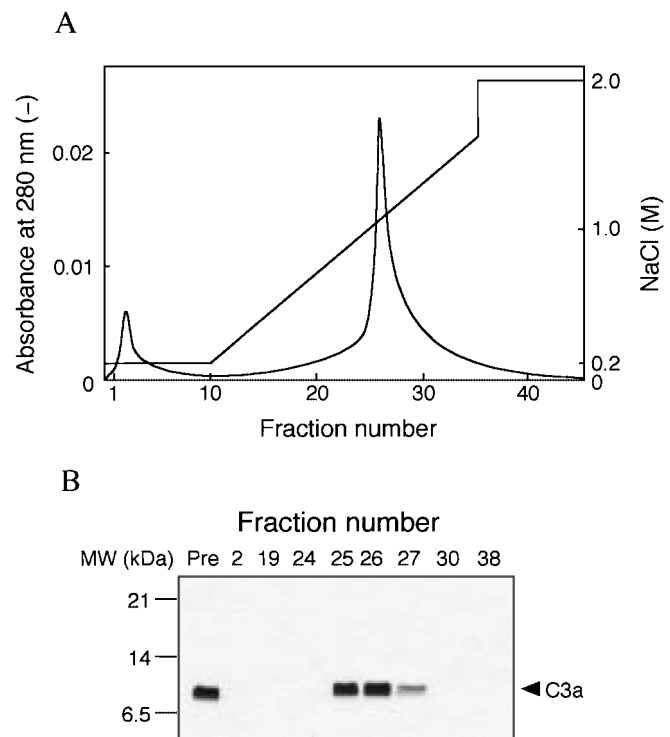 A
Absorbance at 280 nm (–)
0.02
0.01
0
2.0
1.0
0.2
0
NaCl (M)
1 10 20 30 40
Fraction number
B
Fraction number
MW (kDa) Pre 2 19 24 25 26 27 30 38
21
14
6.5
◄ C3a